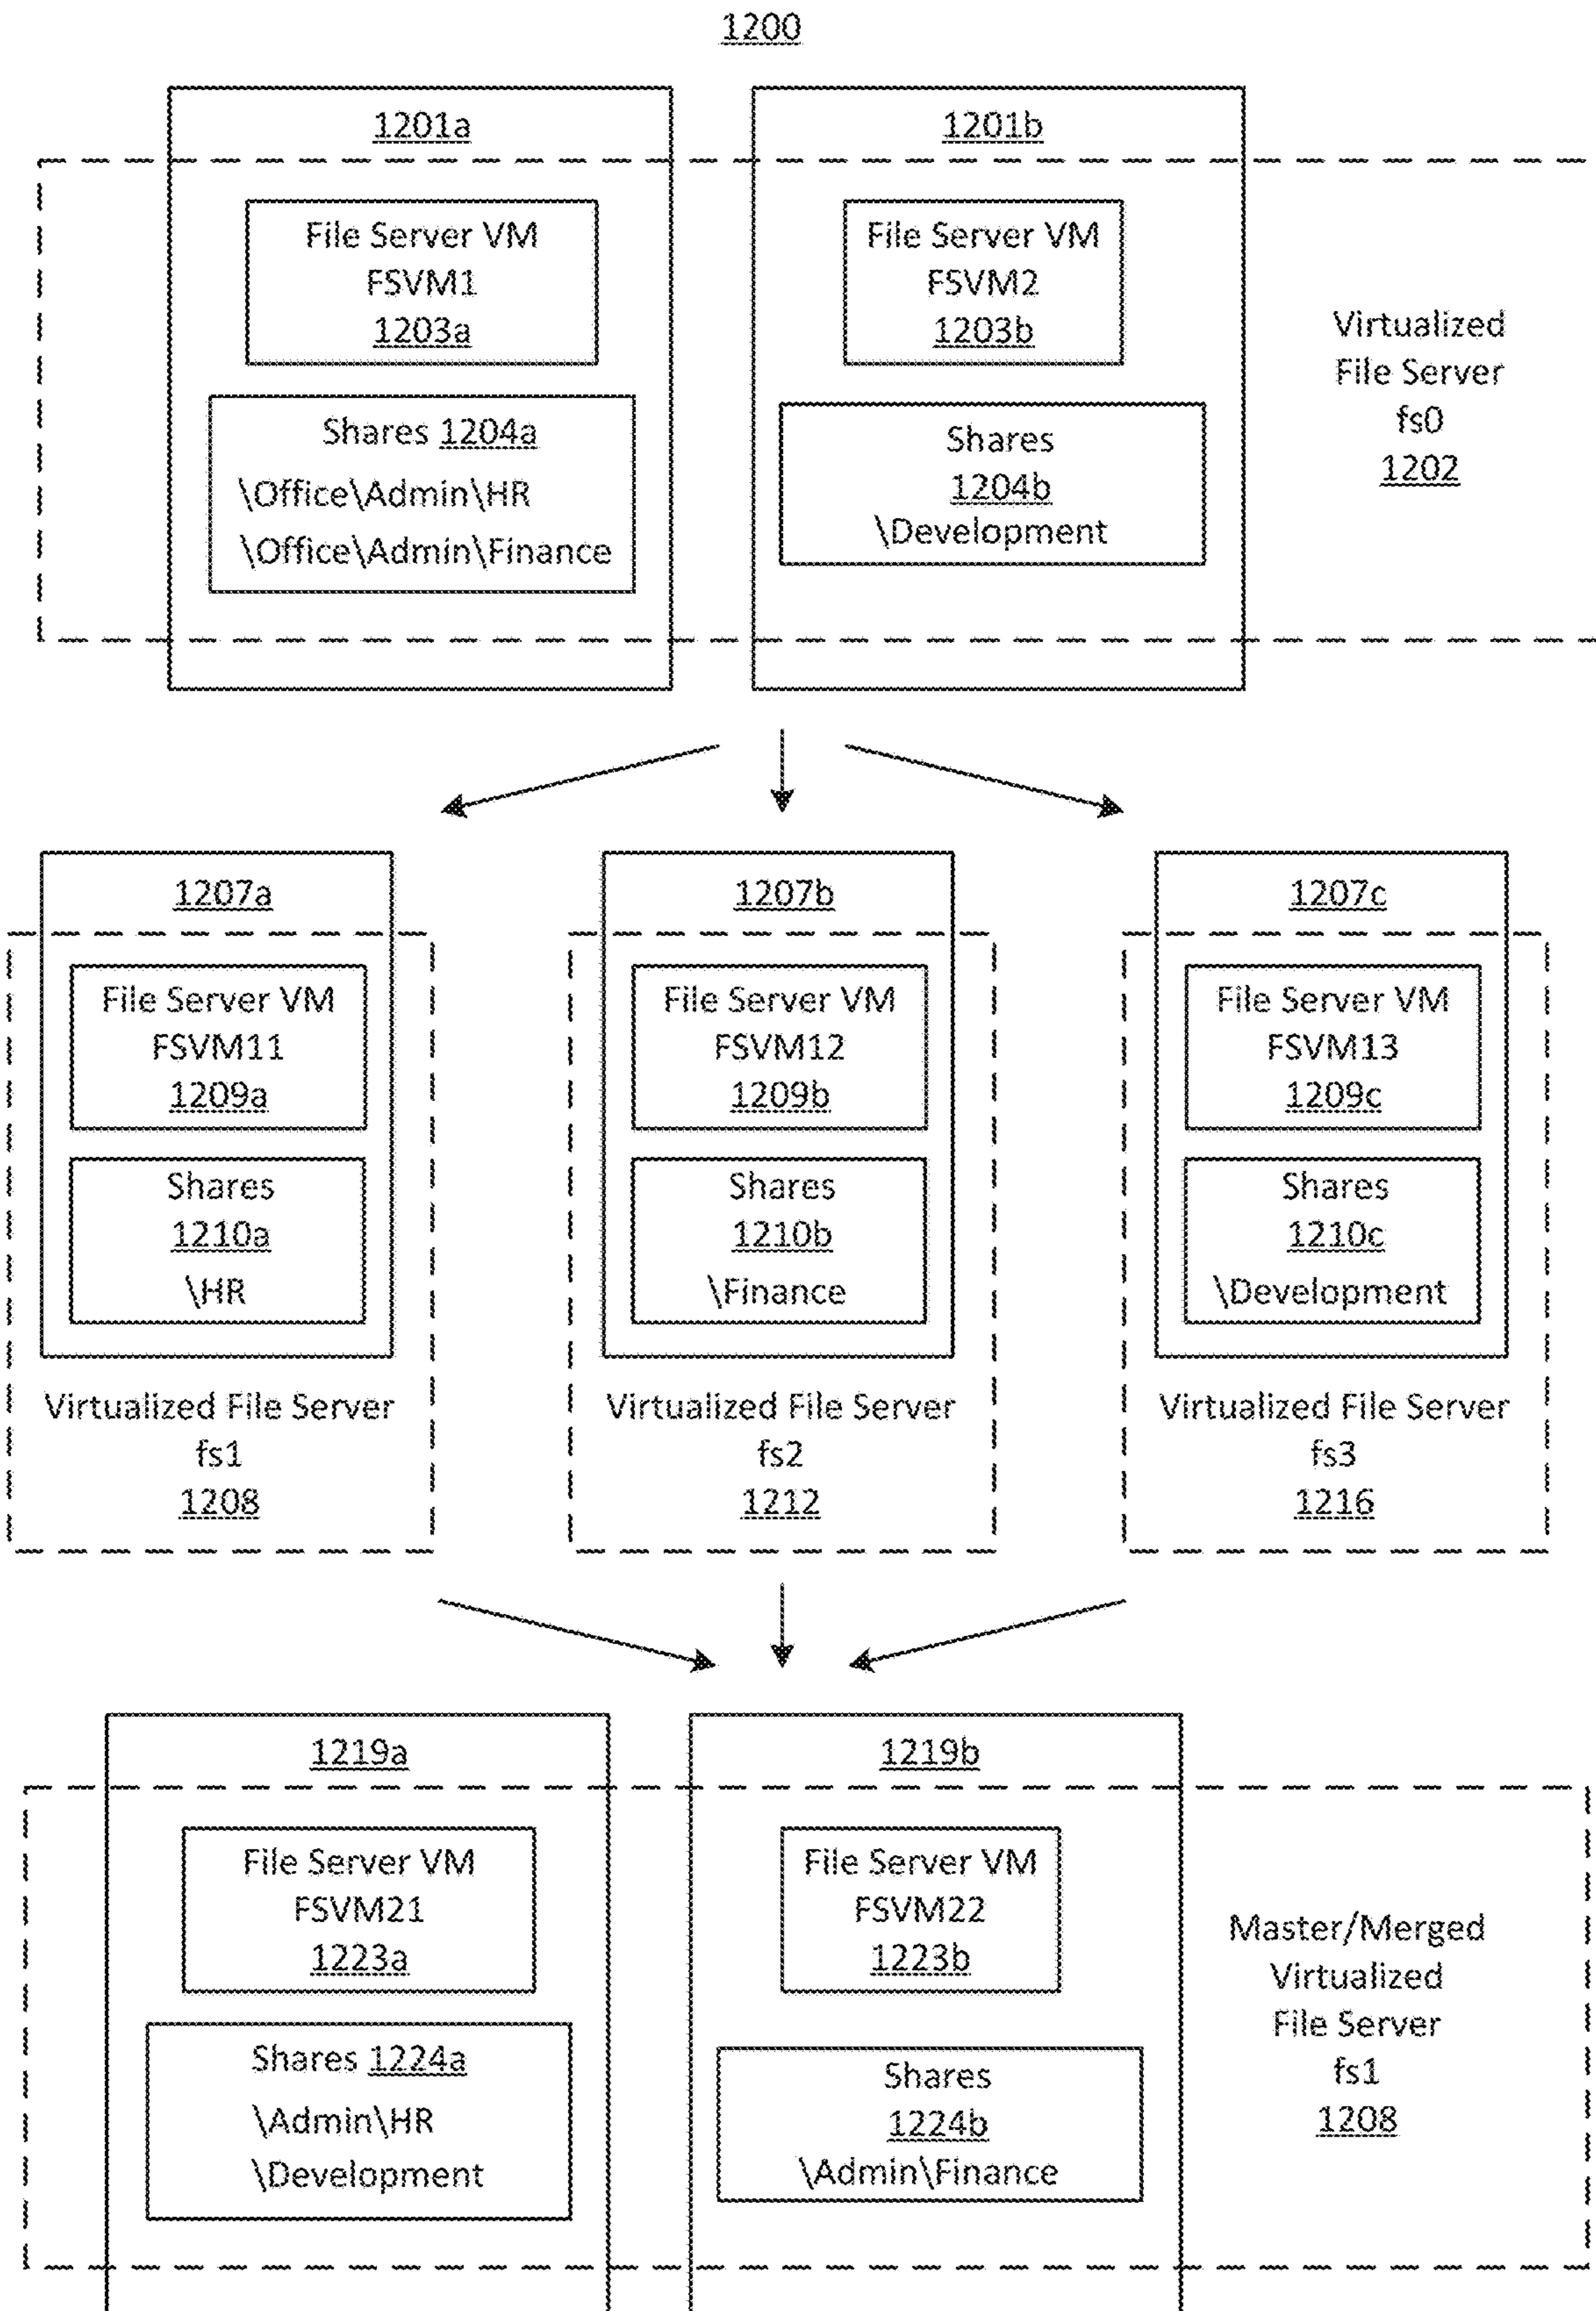 1200
1201a
1201b
File Server VM
FSVM1
1203a
File Server VM
FSVM2
1203b
Shares 1204a
\Office\Admin\HR
\Office\Admin\Finance
Shares
1204b
\Development
Virtualized
File Server
fs0
1202
1207a
1207b
1207c
File Server VM
FSVM11
1209a
Shares
1210a
\HR
Virtualized File Server
fs1
1208
File Server VM
FSVM12
1209b
Shares
1210b
\Finance
Virtualized File Server
fs2
1212
File Server VM
FSVM13
1209c
Shares
1210c
\Development
Virtualized File Server
fs3
1216
1219a
1219b
File Server VM
FSVM21
1223a
File Server VM
FSVM22
1223b
Shares 1224a
\Admin\HR
\Development
Shares
1224b
\Admin\Finance
Master/Merged
Virtualized
File Server
fs1
1208